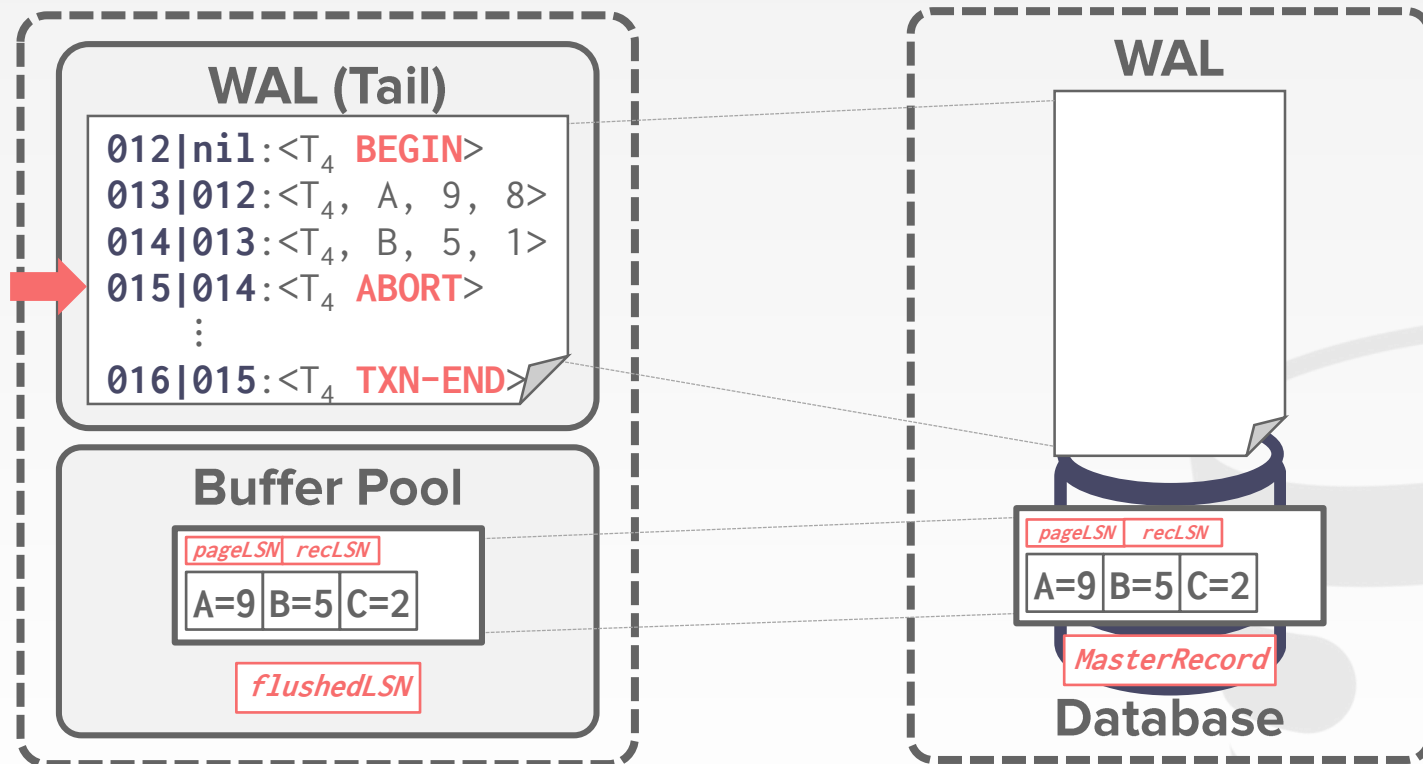 WAL (Tail)
012|nil:<T₄ BEGIN>
013|012:<T₄, A, 9, 8>
014|013:<T₄, B, 5, 1>
015|014:<T₄ ABORT>
⋮
016|015:<T₄ TXN-END>
Buffer Pool
pageLSN recLSN
A=9 B=5 C=2
flushedLSN
WAL
pageLSN recLSN
A=9 B=5 C=2
MasterRecord
Database